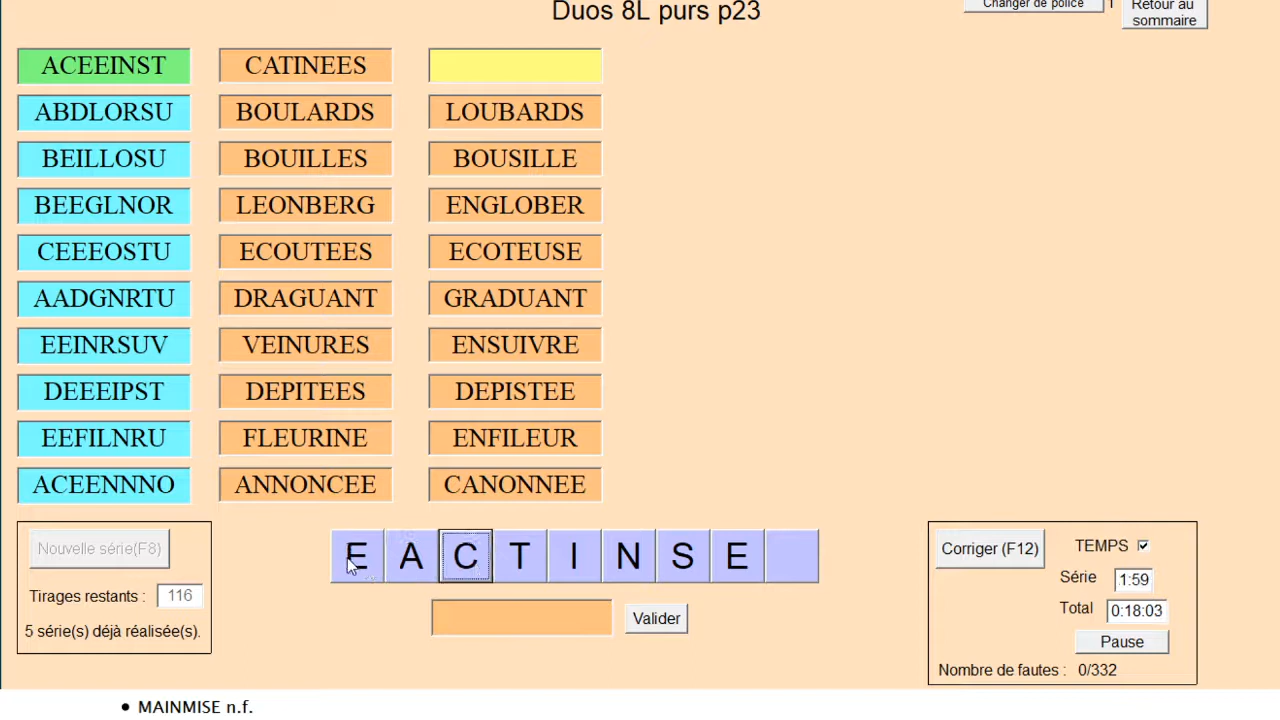 Duos 8L purs p23
Changer de police
1
Retour au
sommaire
ACEEINST CATINEES
ABDLORSU BOULARDS LOUBARDS
BEILLOSU BOUILLES BOUSILLE
BEEGLNOR LEONBERG ENGLOBER
CEEEOSTU ECOUTEES ECOTEUSE
AADGNRTU DRAGUANT GRADUANT
EEINRSUV VEINURES ENSUIVRE
DEEEIPST DEPITEES DEPISTEE
EEFILNRU FLEURINE ENFILEUR
ACEENNNO ANNONCEE CANONNEE
Nouvelle série(F8)
Tirages restants : 116
5 série(s) déjà réalisée(s).
E A C T I N S E
Valider
Corriger (F12)
TEMPS
Série 1:59
Total 0:18:03
Pause
Nombre de fautes : 0/332
• MAINMISE n.f.